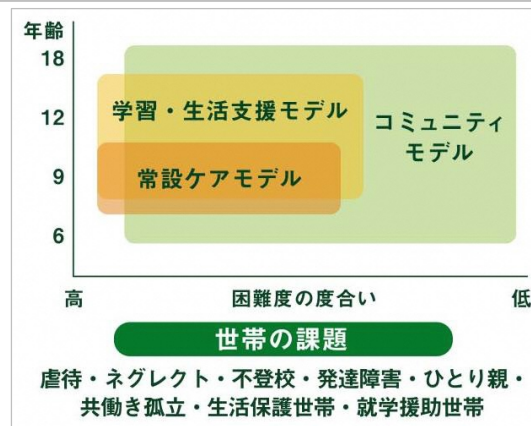 年齢
18
12
9
6
学習・生活支援モデル
常設ケアモデル
コミュニティ
モデル
高
困難度の度合い
低
世帯の課題
虐待・ネグレクト・不登校・発達障害・ひとり親・
共働き孤立・生活保護世帯・就学援助世帯